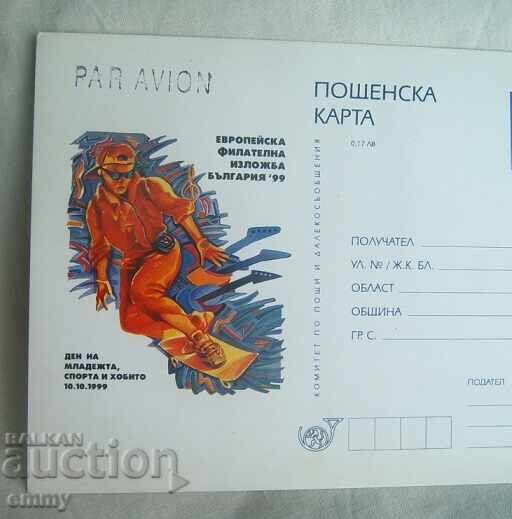 PAR AVION
ЕВРОПЕЙСКА
ФИЛАТЕЛНА
ИЗЛОЖБА
БЪЛГАРИЯ '99
ДЕН НА
МЛАДЕЖТА,
СПОРТА И ХОБИТО
10.10.1999
КОМИТЕТ ПО ПОЩИ И ДАЛЕКОСЪОБЩЕНИЯ
ПОЩЕНСКА
КАРТА
0,17 ЛВ
ПОЛУЧАТЕЛ
УЛ. № / Ж.К. БЛ.
ОБЛАСТ
ОБЩИНА
ГР. С.
ПОДАТЕЛ
BALKAN
auction
emmy